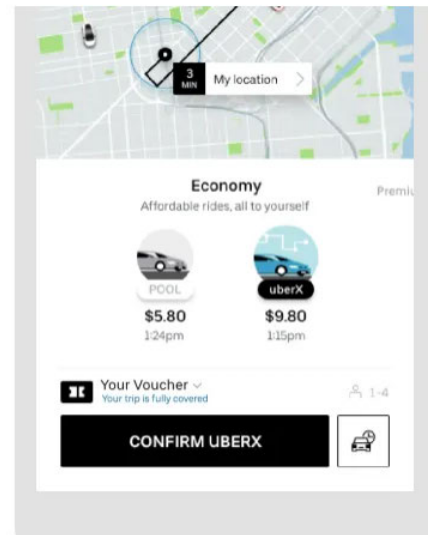 3
MIN
My location
Economy
Premiu
Affordable rides, all to yourself
POOL
uberX
$5.80
$9.80
1:24pm
1:15pm
Your Voucher
Your trip is fully covered
1-4
CONFIRM UBERX